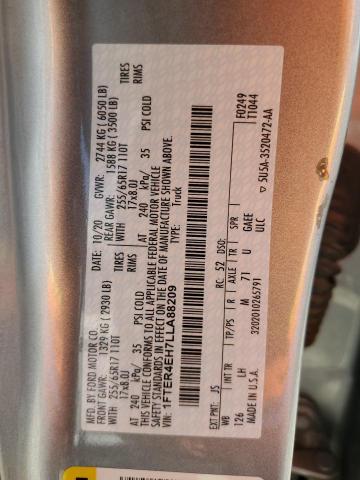 MFD. BY FORD MOTOR CO.
10/20 GVWR: 2744 KG (6050 LB)
FRONT GAWR: 1329 KG (2930 LB)
REAR GAWR: 1588 KG (3500 LB)
WITH 255/65R17 110T TIRES
17x8.0J RIMS
AT 240 kPa/ 35 PSI COLD
WITH 255/65R17 110T TIRES
17x8.0J RIMS
AT 240 kPa/ 35 PSI COLD
THIS VEHICLE CONFORMS TO ALL APPLICABLE FEDERAL MOTOR VEHICLE
SAFETY STANDARDS IN EFFECT ON THE DATE OF MANUFACTURE SHOWN ABOVE.
VIN: 1FTER4EH7LLA88209
Truck
F0249
T1044
EXT PNT: JS RC: 52 DSO:
WB INT TR TP/PS R AXLE TR SPR
126 LH M 71 U GAEE
ULC
MADE IN U.S.A. 3202010265791
5U5A-3520472-AA